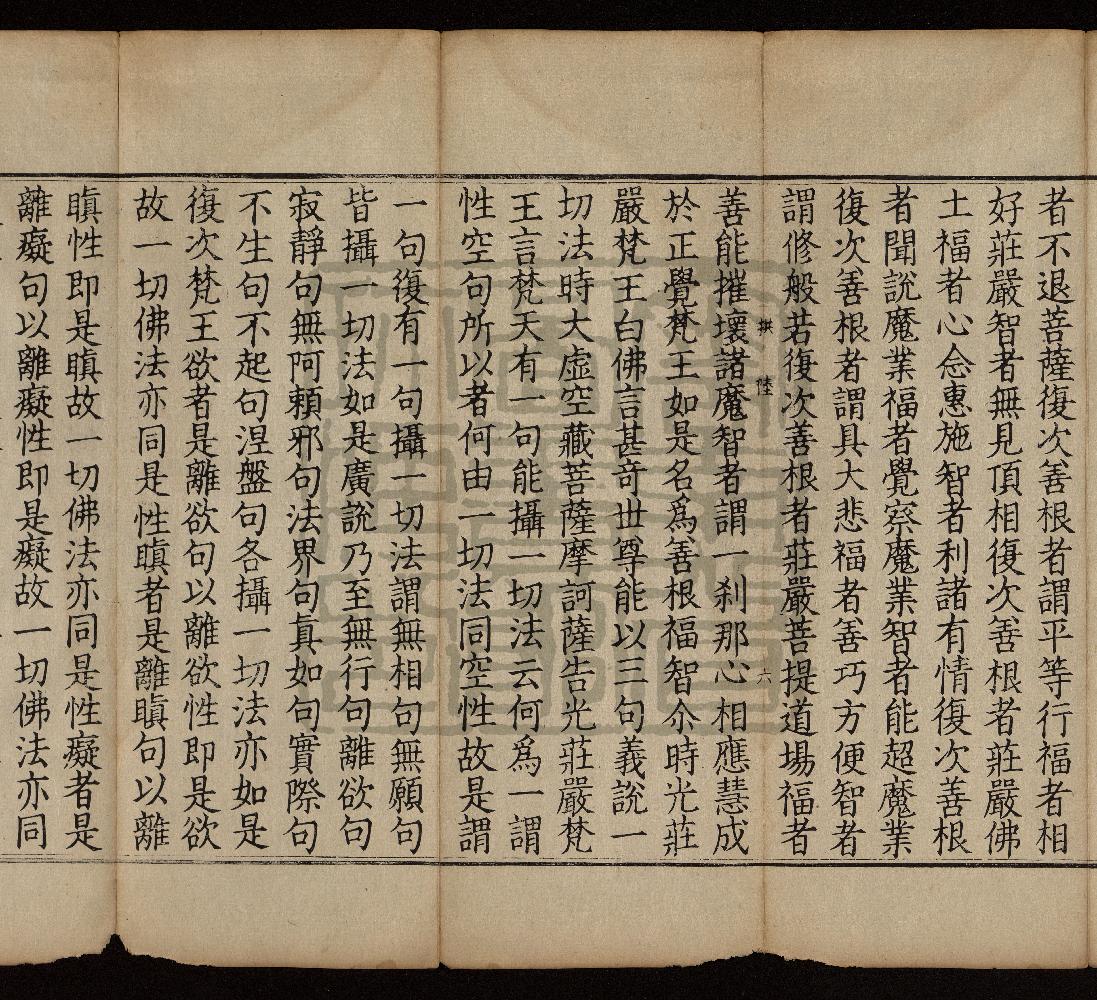 者不退菩薩復次善根者謂平等行福者相
好莊嚴智者無見頂相復次善根者莊嚴佛
土福者心念惠施智者利諸有情復次善根
者聞說魔業福者覺察魔業智者能超魔業
復次善根者謂具大悲福者善巧方便智者
謂修般若復次善根者莊嚴菩提道場福者
陸 六
善能摧壞諸魔智者謂一剎那心相應慧成
於正覺梵王如是名為善根福智尒時光莊
嚴梵王白佛言甚奇世尊能以三句義說一
切法時大虛空藏菩薩摩訶薩告光莊嚴梵
王言梵天有一句能攝一切法云何為一謂
性空句所以者何由一切法同空性故是謂
一句復有一句攝一切法謂無相句無願句
皆攝一切法如是廣說乃至無行句離欲句
寂靜句無阿賴邪句法界句真如句實際句
不生句不起句涅盤句各攝一切法亦如是
復次梵王欲者是離欲句以離欲性即是欲
故一切佛法亦同是性瞋者是離瞋句以離
瞋性即是瞋故一切佛法亦同是性癡者是
離癡句以離癡性即是癡故一切佛法亦同